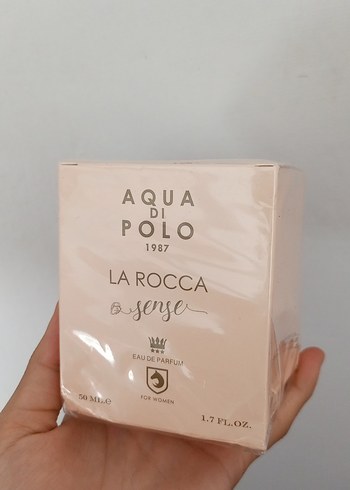 AQUA
DI
POLO
1987
LA ROCCA
sense
EAU DE PARFUM
FOR WOMEN
50 ML.e
1.7 FL.OZ.